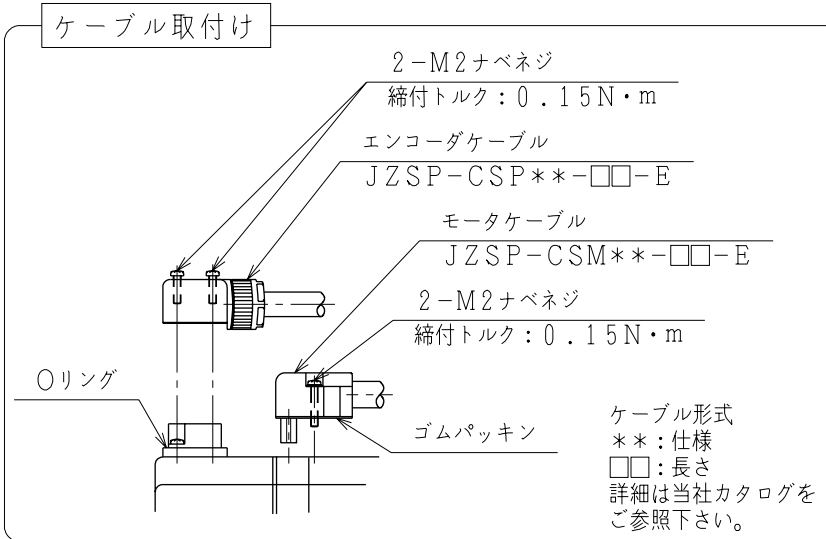 ケーブル取付け
2-M2ナベネジ
締付トルク：0.15N・m
エンコーダケーブル
JZSP-CSP＊＊-□□-E
モータケーブル
JZSP-CSM＊＊-□□-E
2-M2ナベネジ
締付トルク：0.15N・m
Oリング
ゴムパッキン
ケーブル形式
＊＊：仕様
□□：長さ
詳細は当社カタログを
ご参照下さい。